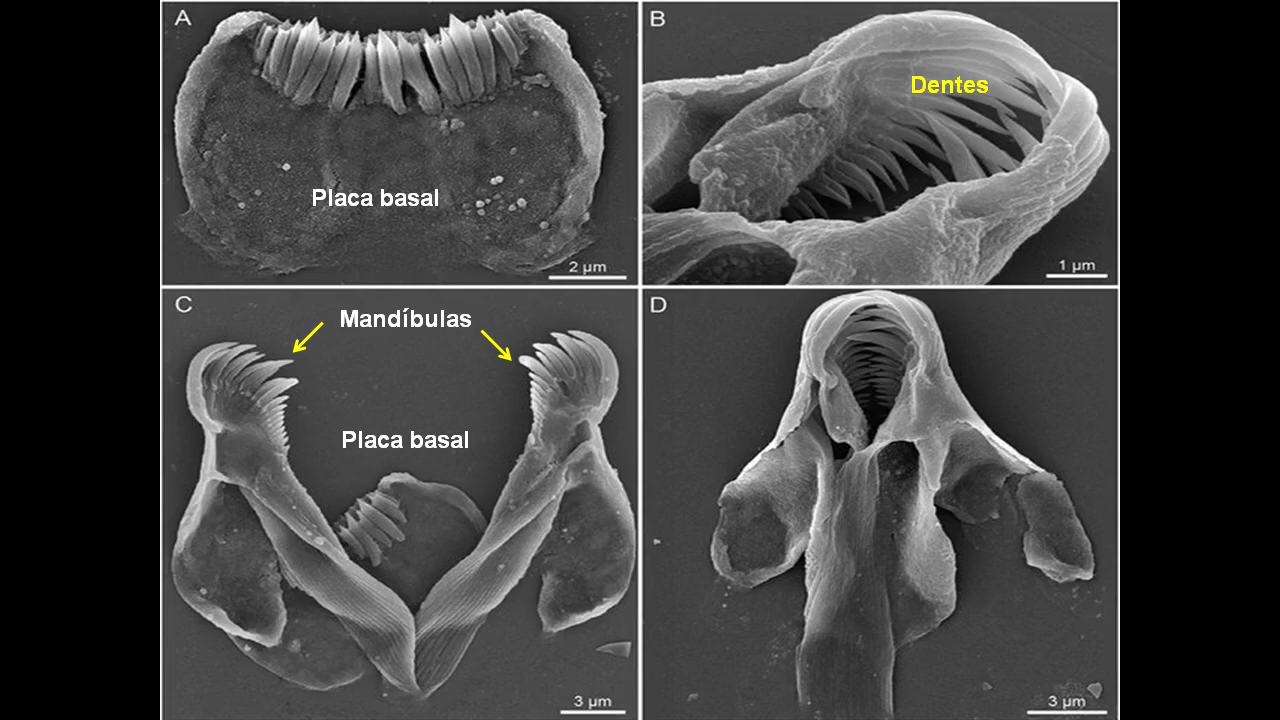 A
B
Dentes
Placa basal
2 µm
1 µm
C
Mandíbulas
D
Placa basal
3 µm
3 µm